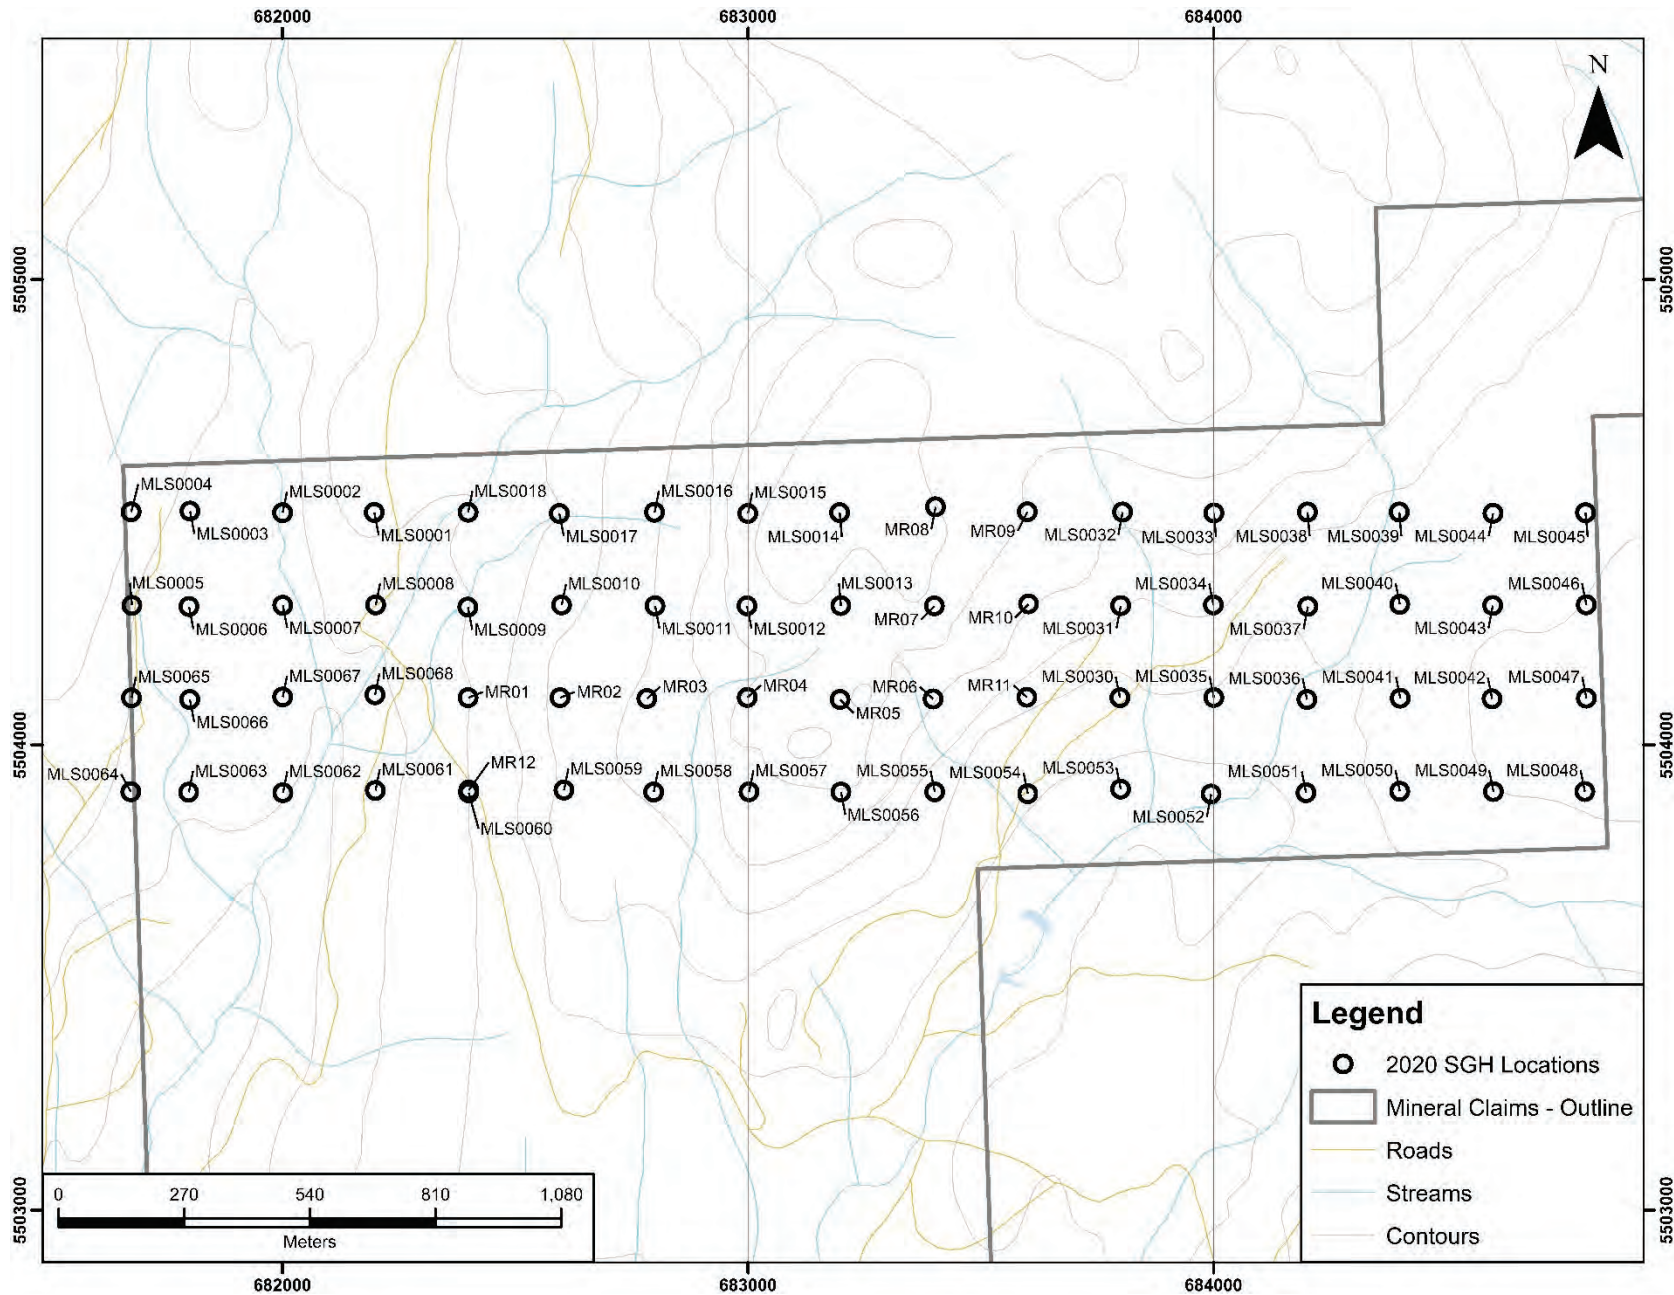 682000
683000
684000
N
5505000
5505000
MLS0004
MLS0002
MLS0018
MLS0016
MLS0015
MLS0003
MLS0001
MLS0017
MLS0014
MR08
MR09
MLS0032
MLS0033
MLS0038
MLS0039
MLS0044
MLS0045
MLS0005
MLS0008
MLS0010
MLS0013
MLS0034
MLS0040
MLS0046
MLS0006
MLS0007
MLS0009
MLS0011
MLS0012
MR07
MR10
MLS0031
MLS0037
MLS0043
MLS0065
MLS0067
MLS0068
MR01
MR02
MR03
MR04
MR06
MR11
MLS0030
MLS0035
MLS0036
MLS0041
MLS0042
MLS0047
MLS0066
MR05
5504000
5504000
MLS0064
MLS0063
MLS0062
MLS0061
MR12
MLS0059
MLS0058
MLS0057
MLS0055
MLS0054
MLS0053
MLS0051
MLS0050
MLS0049
MLS0048
MLS0060
MLS0056
MLS0052
Legend
2020 SGH Locations
Mineral Claims - Outline
Roads
Streams
Contours
0 270 540 810 1,080
Meters
5503000
5503000
682000
683000
684000